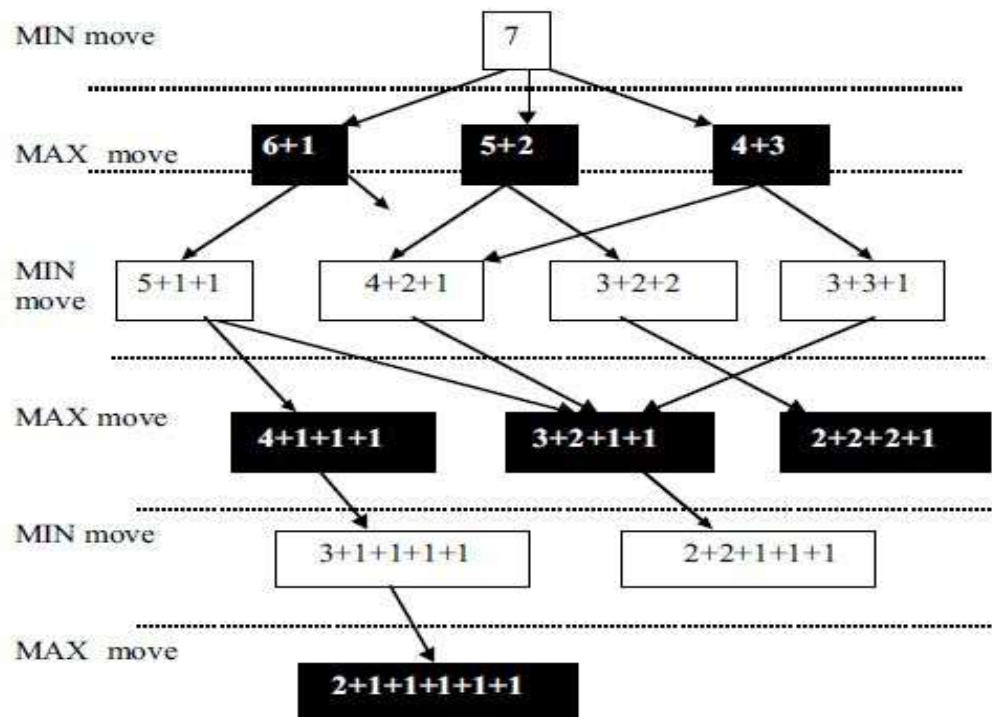 MIN move
7
MAX move
6+1
5+2
4+3
MIN
move
5+1+1
4+2+1
3+2+2
3+3+1
MAX move
4+1+1+1
3+2+1+1
2+2+2+1
MIN move
3+1+1+1+1
2+2+1+1+1
MAX move
2+1+1+1+1+1